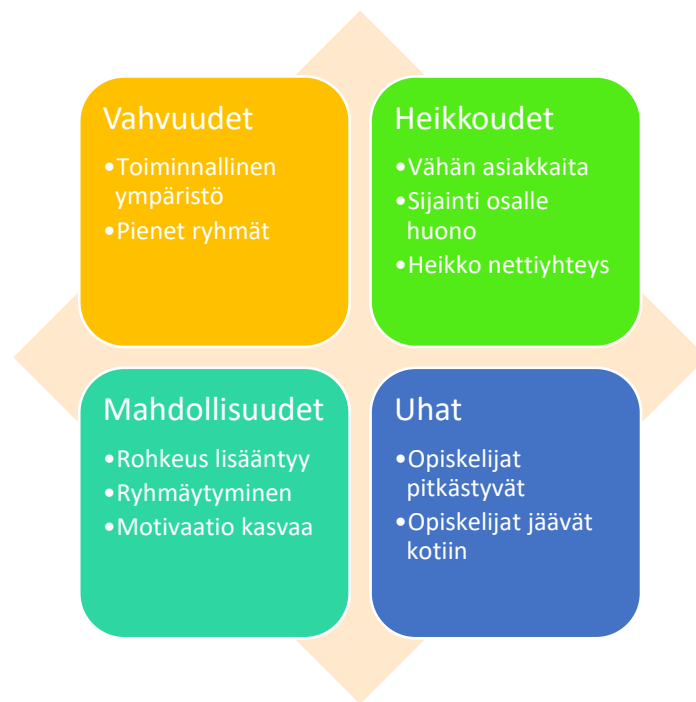 Vahvuudet
•Toiminnallinen
ympäristö
•Pienet ryhmät
Heikkoudet
•Vähän asiakkaita
•Sijainti osalle
huono
•Heikko nettiyhteys
Mahdollisuudet
•Rohkeus lisääntyy
•Ryhmäytyminen
•Motivaatio kasvaa
Uhat
•Opiskelijat
pitkästyvät
•Opiskelijat jäävät
kotiin